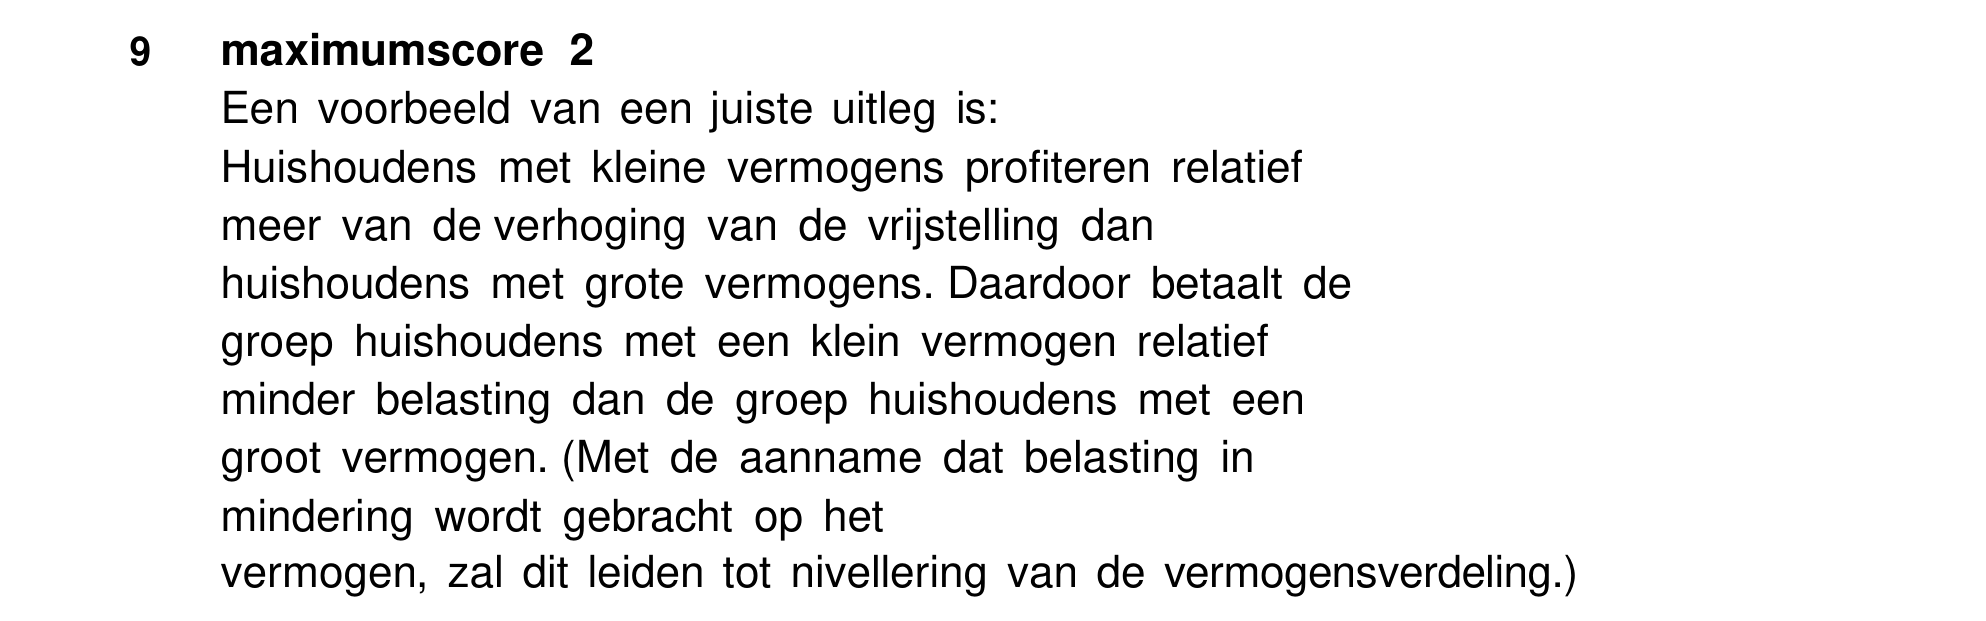 9 maximumscore 2
Een voorbeeld van een juiste uitleg is:
Huishoudens met kleine vermogens profiteren relatief
meer van de verhoging van de vrijstelling dan
huishoudens met grote vermogens. Daardoor betaalt de
groep huishoudens met een klein vermogen relatief
minder belasting dan de groep huishoudens met een
groot vermogen. (Met de aanname dat belasting in
mindering wordt gebracht op het
vermogen, zal dit leiden tot nivellering van de vermogensverdeling.)